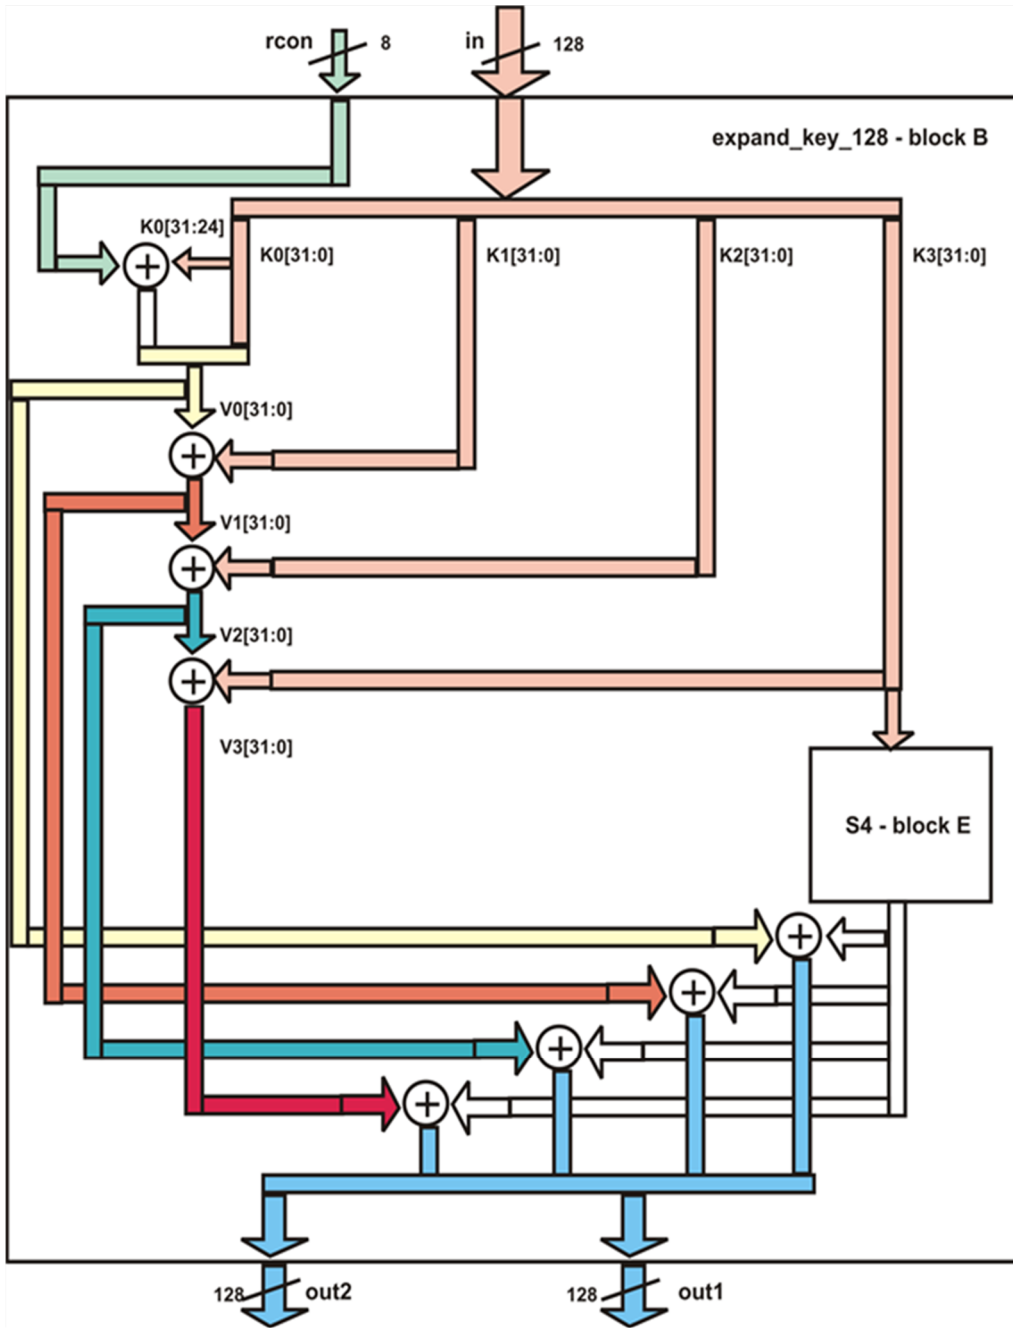 rcon 8 in 128
expand_key_128 - block B
K0[31:24]
K0[31:0] K1[31:0] K2[31:0] K3[31:0]
V0[31:0]
V1[31:0]
V2[31:0]
V3[31:0]
S4 - block E
128 out2 128 out1